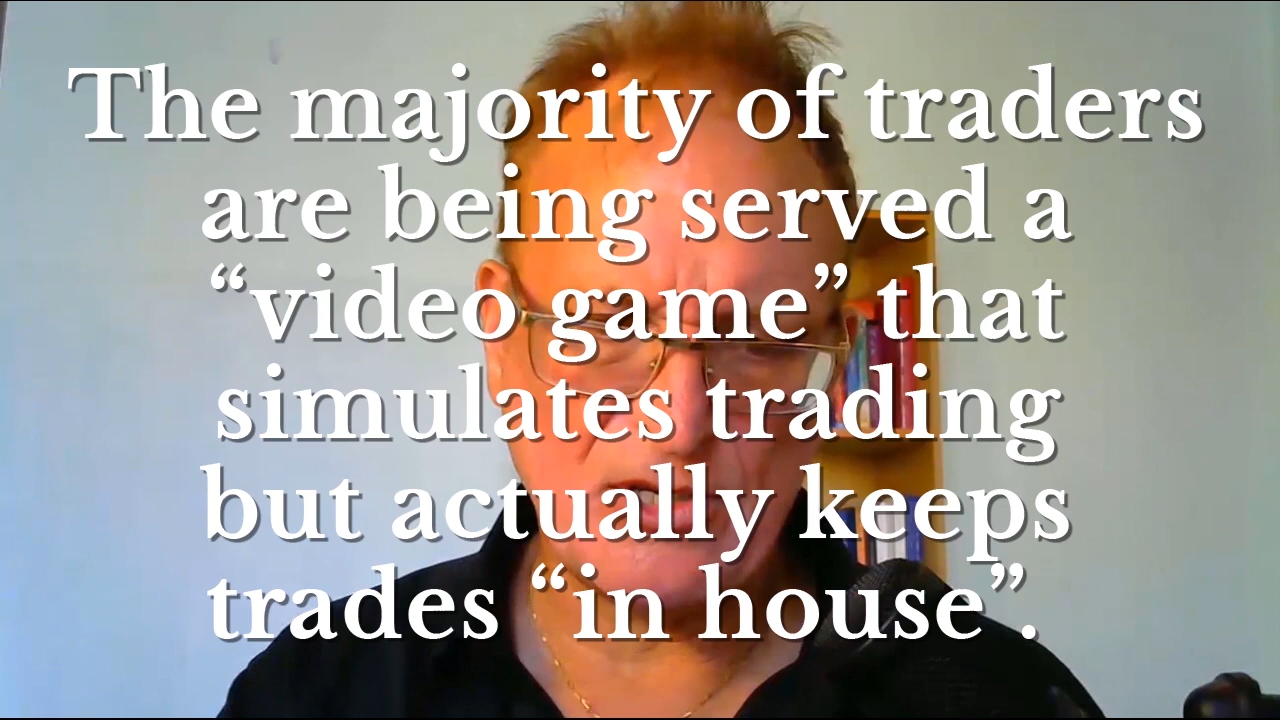 The majority of traders
are being served a
“video game” that
simulates trading
but actually keeps
trades “in house”.